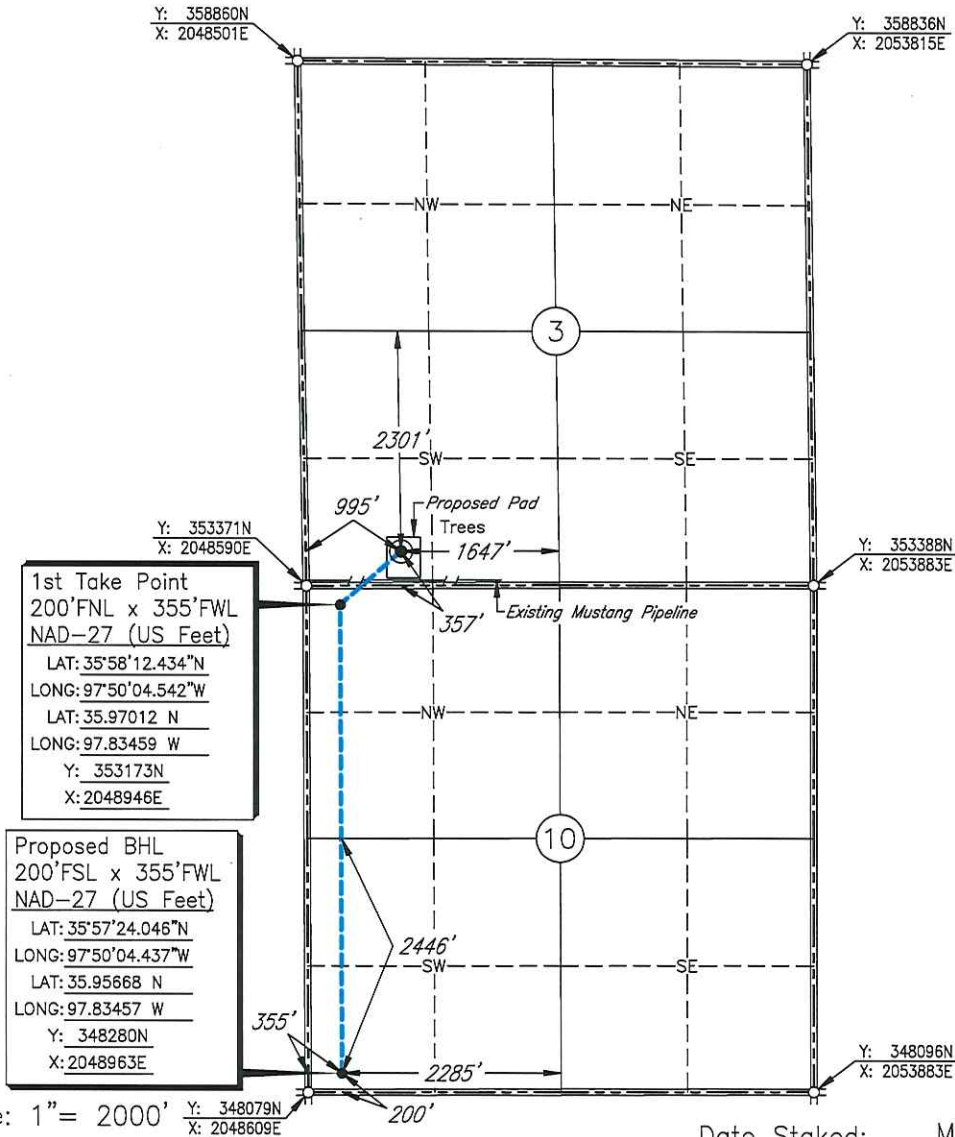 Y: 358860N
X: 2048501E
Y: 358836N
X: 2053815E
NW
NE
3
2301'
SW
SE
995'
Proposed Pad
Trees
1647'
Y: 353371N
X: 2048590E
Y: 353388N
X: 2053883E
357'
Existing Mustang Pipeline
1st Take Point
200'FNL x 355'FWL
NAD-27 (US Feet)
LAT: 35°58'12.434"N
LONG: 97°50'04.542"W
LAT: 35.97012 N
LONG: 97.83459 W
Y: 353173N
X: 2048946E
NW
NE
10
Proposed BHL
200'FSL x 355'FWL
NAD-27 (US Feet)
LAT: 35°57'24.046"N
LONG: 97°50'04.437"W
LAT: 35.95668 N
LONG: 97.83457 W
Y: 348280N
X: 2048963E
2446'
SW
SE
355'
2285'
200'
Y: 348096N
X: 2053883E
e: 1"= 2000'
Y: 348079N
X: 2048609E
Date Staked: M